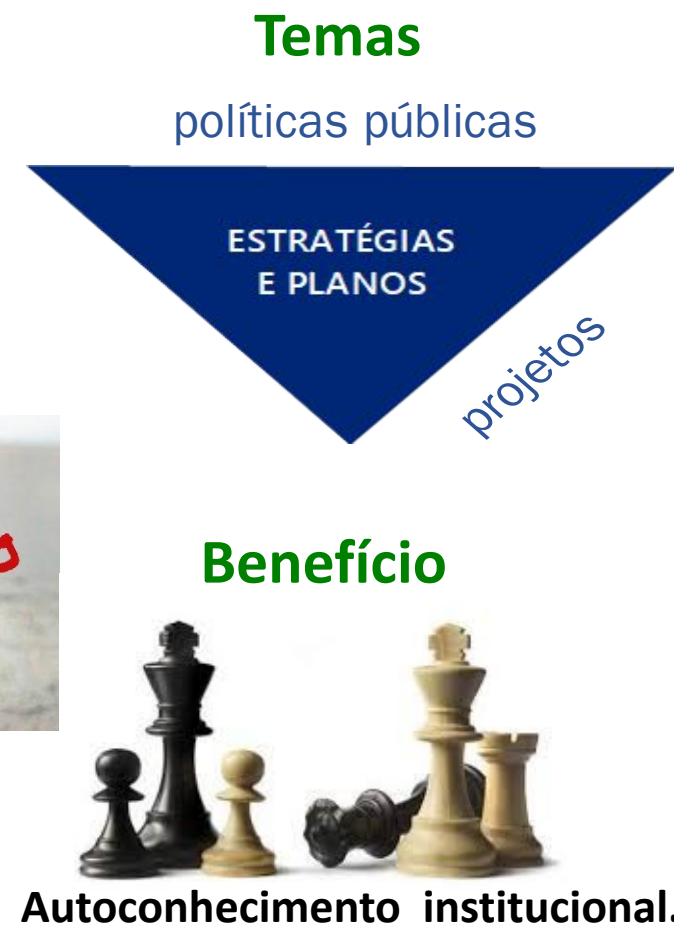 Temas
políticas públicas
ESTRATÉGIAS
E PLANOS
projetos
Benefício
Autoconhecimento institucional.